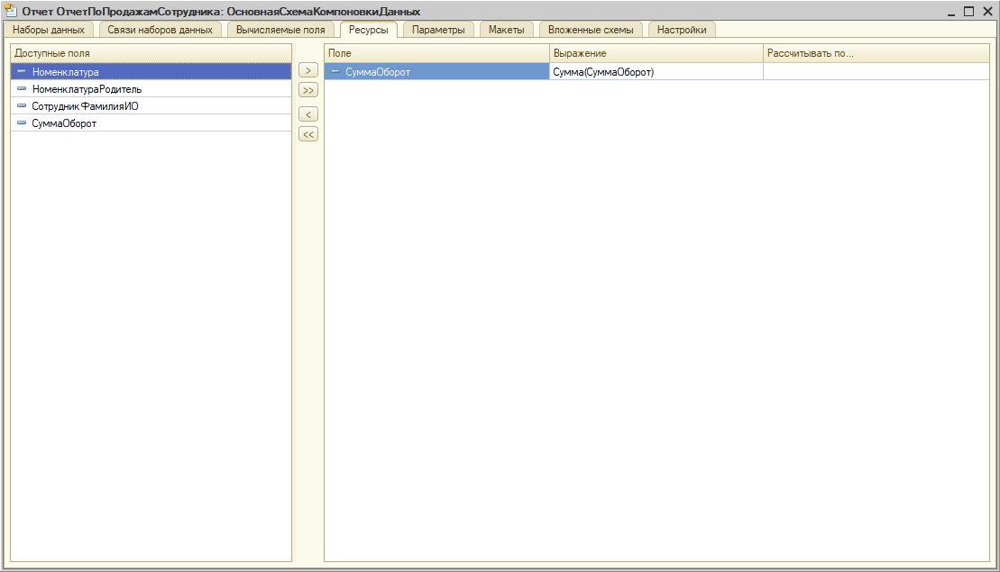 Отчет ОтчетПоПродажамСотрудника: ОсновнаяСхемаКомпоновкиДанных
Наборы данных Связи наборов данных Вычисляемые поля Ресурсы Параметры Макеты Вложенные схемы Настройки
Доступные поля
Номенклатура
НоменклатураРодитель
СотрудникФамилияИО
СуммаОборот
>
>>
<
<<
Поле Выражение Рассчитывать по...
СуммаОборот Сумма(СуммаОборот)